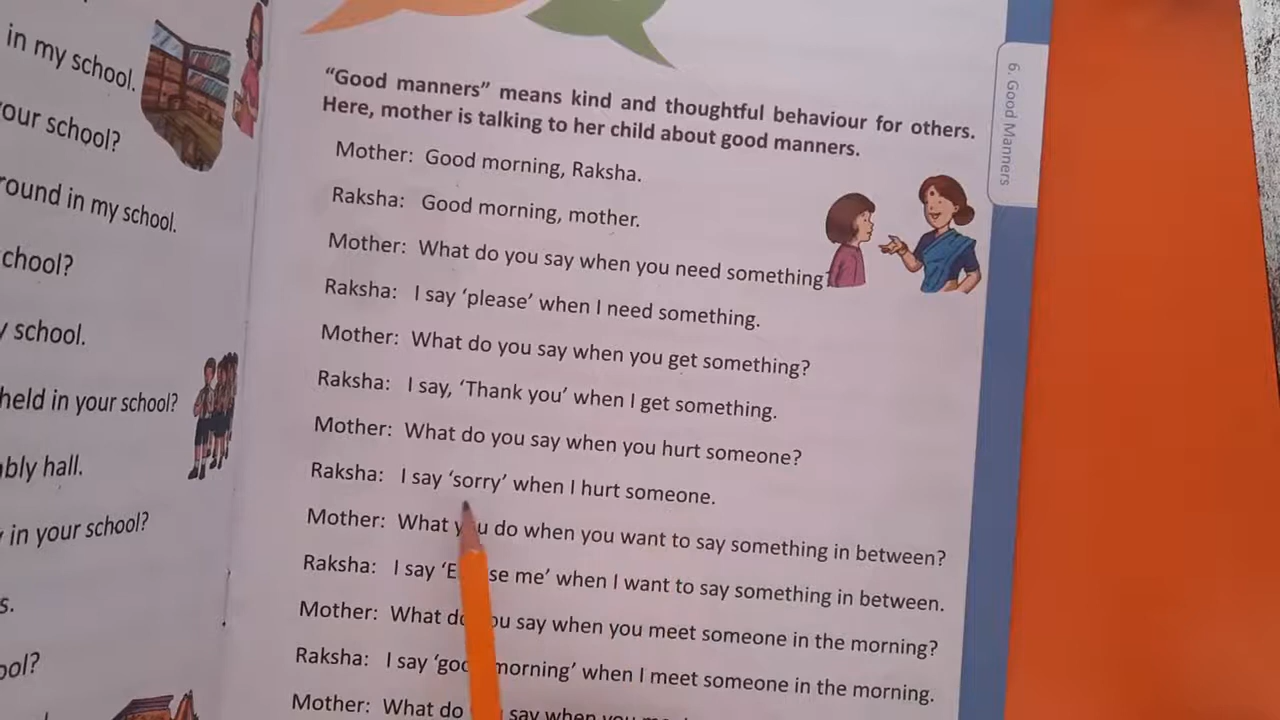 in my school.
our school?
round in my school.
chool?
school.
held in your school?
bly hall.
in your school?
s.
ool?
6. Good Manners
"Good manners" means kind and thoughtful behaviour for others.
Here, mother is talking to her child about good manners.
Mother: Good morning, Raksha.
Raksha: Good morning, mother.
Mother: What do you say when you need something?
Raksha: I say 'please' when I need something.
Mother: What do you say when you get something?
Raksha: I say, 'Thank you' when I get something.
Mother: What do you say when you hurt someone?
Raksha: I say 'sorry' when I hurt someone.
Mother: What you do when you want to say something in between?
Raksha: I say 'Excuse me' when I want to say something in between.
Mother: What do you say when you meet someone in the morning?
Raksha: I say 'good morning' when I meet someone in the morning.
Mother: What do say when you